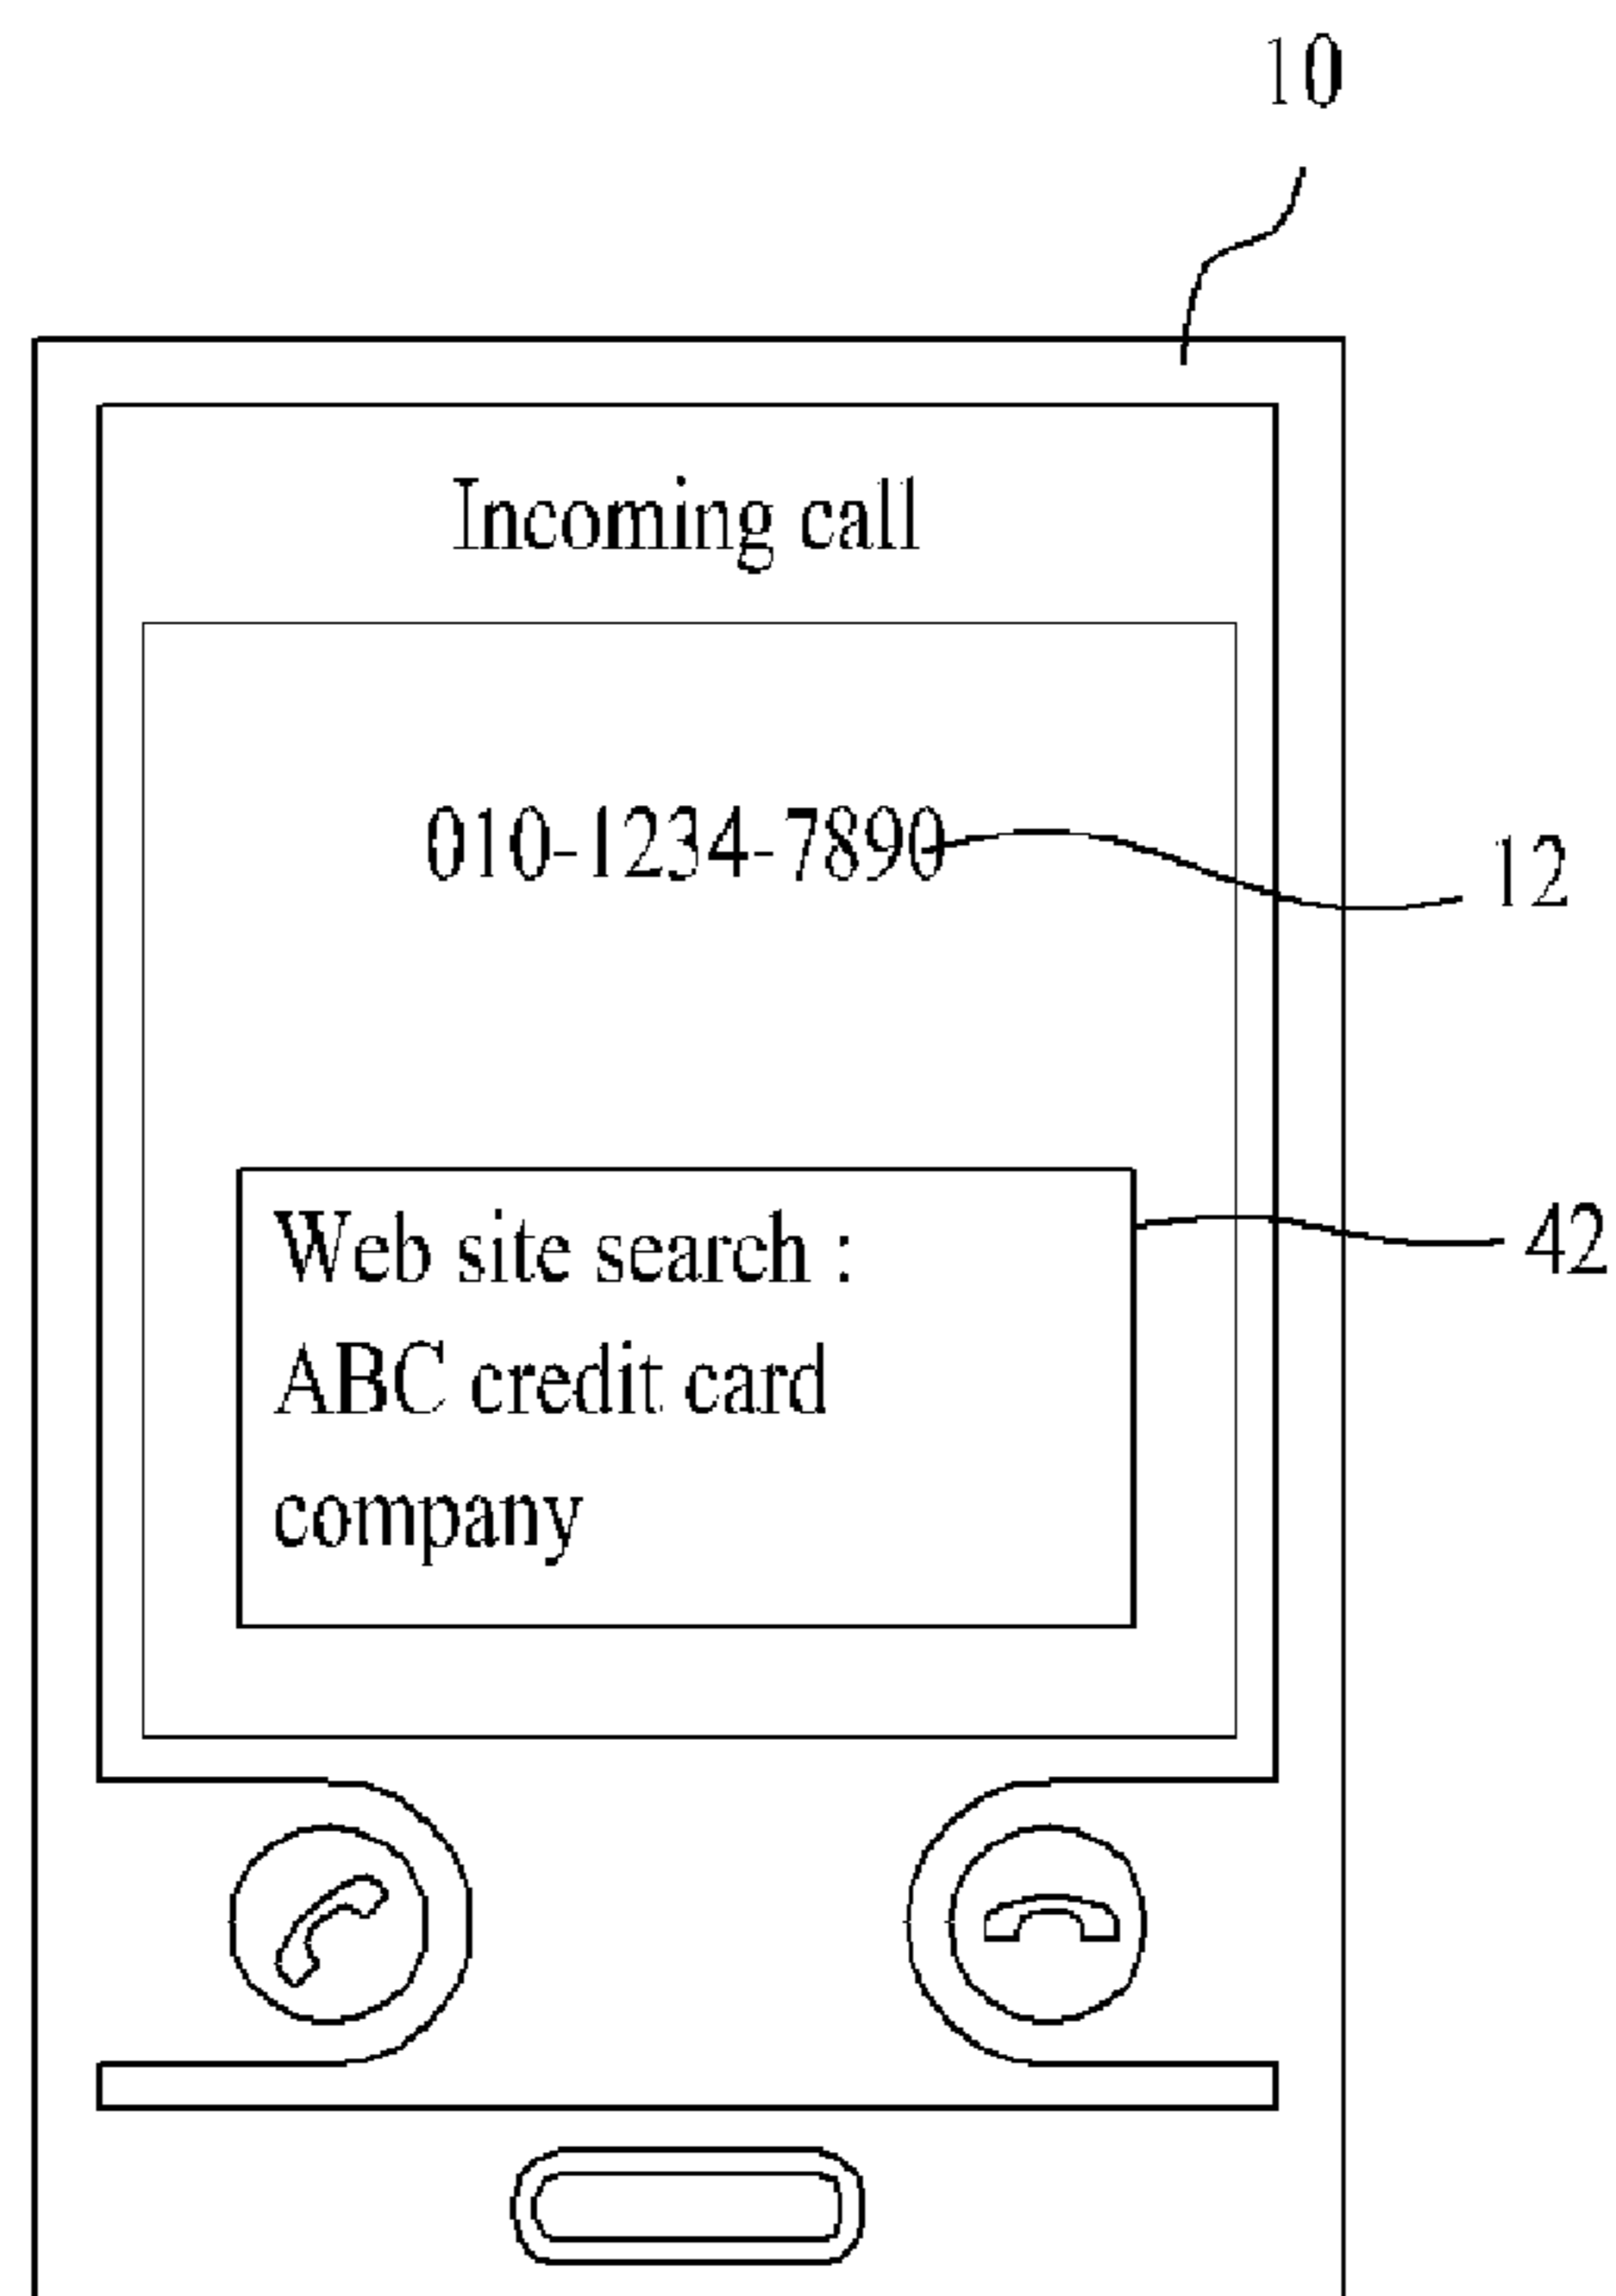 10
Incoming call
010-1234-7890
12
Web site search :
42
ABC credit card
company